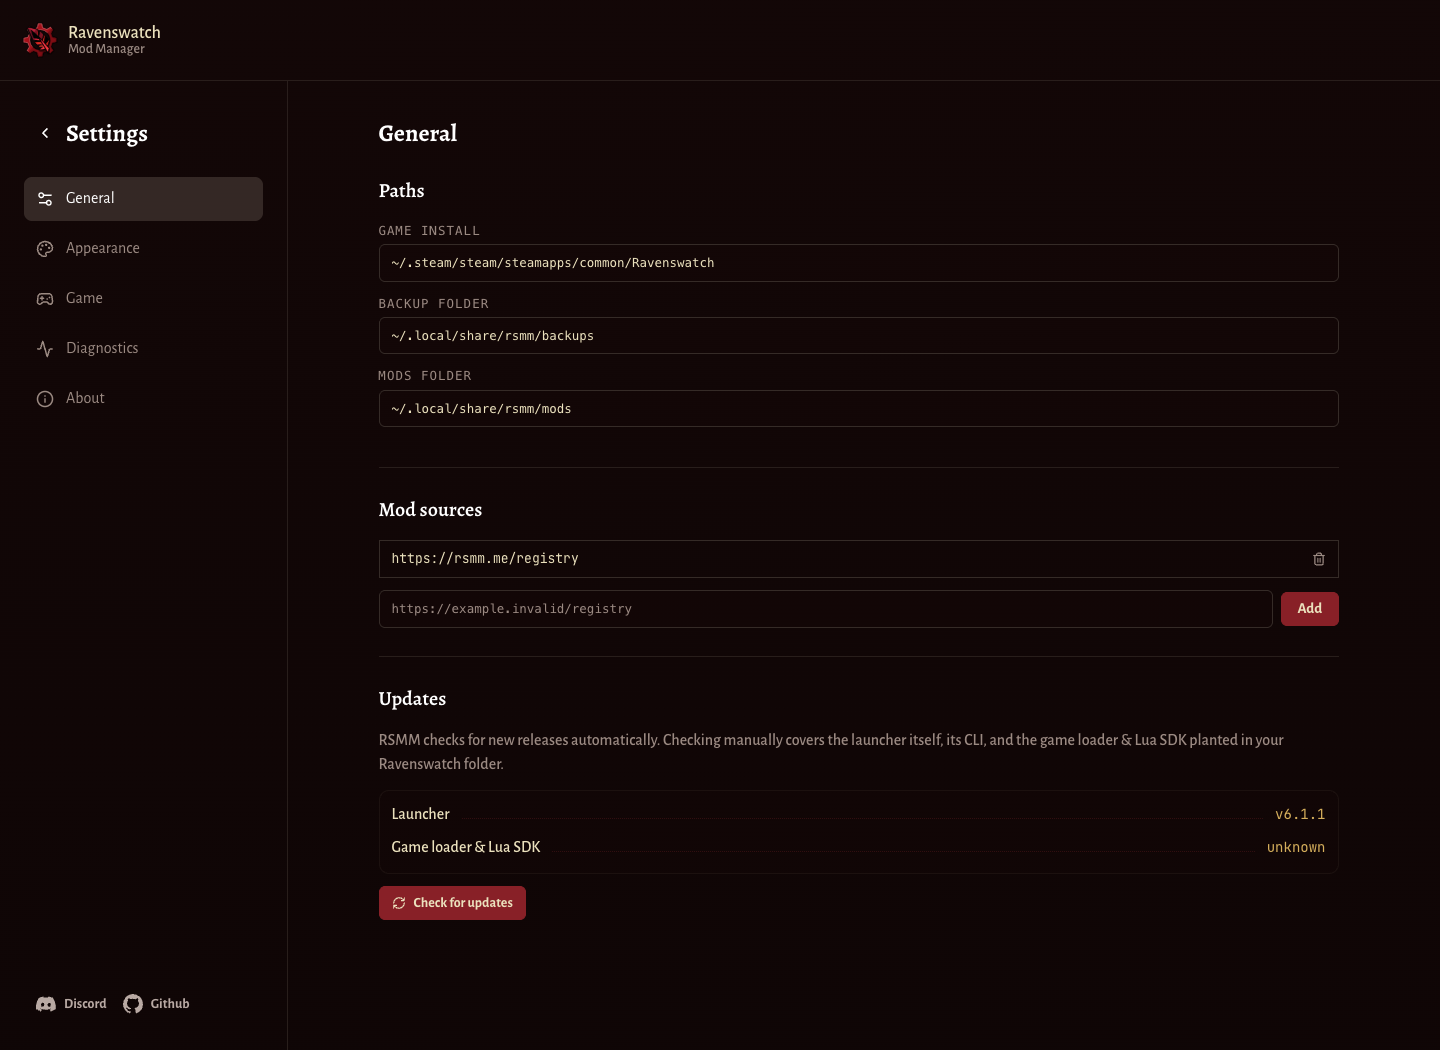 Ravenswatch
Mod Manager
Settings
General
Appearance
Game
Diagnostics
About
Discord
Github
General
Paths
GAME INSTALL
~/.steam/steam/steamapps/common/Ravenswatch
BACKUP FOLDER
~/.local/share/rsmm/backups
MODS FOLDER
~/.local/share/rsmm/mods
Mod sources
https://rsmm.me/registry
https://example.invalid/registry
Add
Updates
RSMM checks for new releases automatically. Checking manually covers the launcher itself, its CLI, and the game loader & Lua SDK planted in your
Ravenswatch folder.
Launcher v6.1.1
Game loader & Lua SDK unknown
Check for updates